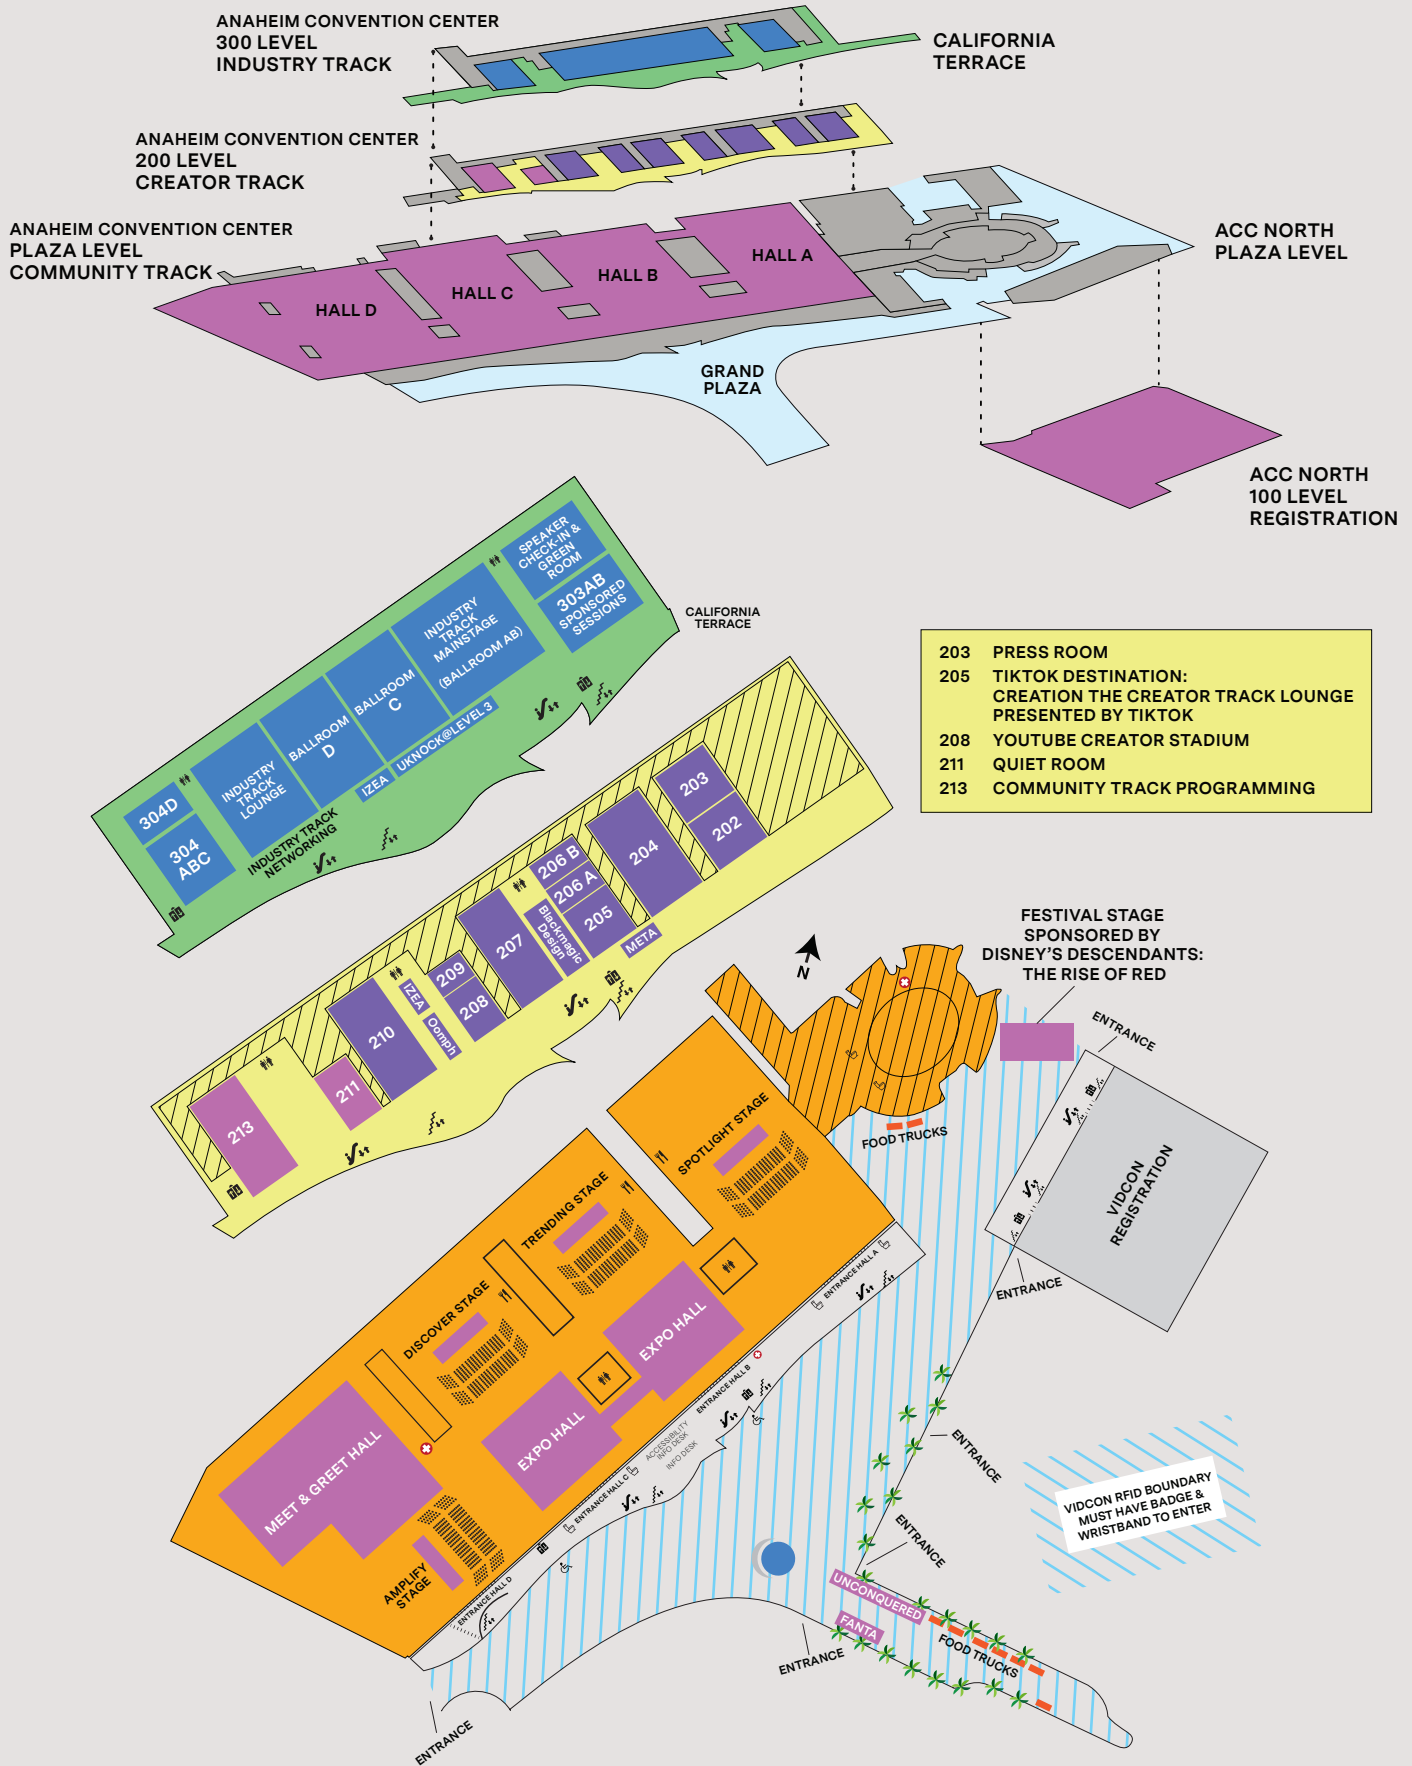 ANAHEIM CONVENTION CENTER
300 LEVEL
INDUSTRY TRACK
CALIFORNIA
TERRACE
ANAHEIM CONVENTION CENTER
200 LEVEL
CREATOR TRACK
ANAHEIM CONVENTION CENTER
PLAZA LEVEL
COMMUNITY TRACK
HALL D
HALL C
HALL B
HALL A
ACC NORTH
PLAZA LEVEL
GRAND
PLAZA
ACC NORTH
100 LEVEL
REGISTRATION
SPEAKER
CHECK-IN &
GREEN
ROOM
303AB
SPONSORED
SESSIONS
INDUSTRY
TRACK
MAINSTAGE
(BALLROOM AB)
BALLROOM
C
BALLROOM
D
INDUSTRY
TRACK
LOUNGE
304D
304
ABC
UKNOCK@LEVEL 3
IZEA
INDUSTRY TRACK
NETWORKING
CALIFORNIA
TERRACE
203 PRESS ROOM
205 TIKTOK DESTINATION:
CREATION THE CREATOR TRACK LOUNGE
PRESENTED BY TIKTOK
208 YOUTUBE CREATOR STADIUM
211 QUIET ROOM
213 COMMUNITY TRACK PROGRAMMING
203
202
204
206 B
206 A
205
META
Blackmagic
Design
207
209
208
IZEA
Oomph
210
211
213
N
FESTIVAL STAGE
SPONSORED BY
DISNEY'S DESCENDANTS:
THE RISE OF RED
ENTRANCE
FOOD TRUCKS
VIDCON
REGISTRATION
ENTRANCE
SPOTLIGHT STAGE
TRENDING STAGE
DISCOVER STAGE
EXPO HALL
EXPO HALL
MEET & GREET HALL
AMPLIFY
STAGE
ENTRANCE HALL A
ENTRANCE HALL B
ACCESSIBILITY
INFO DESK
INFO DESK
ENTRANCE HALL C
ENTRANCE HALL D
ENTRANCE
ENTRANCE
VIDCON RFID BOUNDARY
MUST HAVE BADGE &
WRISTBAND TO ENTER
UNCONQUERED
FANTA
FOOD TRUCKS
ENTRANCE
ENTRANCE